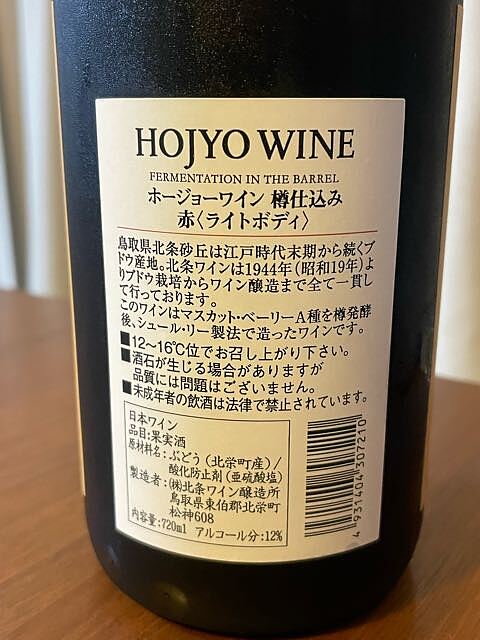 HOJYO WINE
FERMENTATION IN THE BARREL
ホージョーワイン 樽仕込み
赤〈ライトボディ〉
鳥取県北条砂丘は江戸時代末期から続くブ
ドウ産地。北条ワインは1944年(昭和19年)よ
りブドウ栽培からワイン醸造まで全て一貫し
て行っております。
このワインはマスカット・ベーリーA種を樽発酵
後、シュール・リー製法で造ったワインです。
■12~16℃位でお召し上がり下さい。
■酒石が生じる場合がありますが
品質には問題はございません。
■未成年者の飲酒は法律で禁止されています。
日本ワイン
品目:果実酒
原材料名:ぶどう(北栄町産)/
酸化防止剤(亜硫酸塩)
製造者:㈱北条ワイン醸造所
鳥取県東伯郡北栄町
松神608
内容量:720ml アルコール分:12%
4 931404 307210